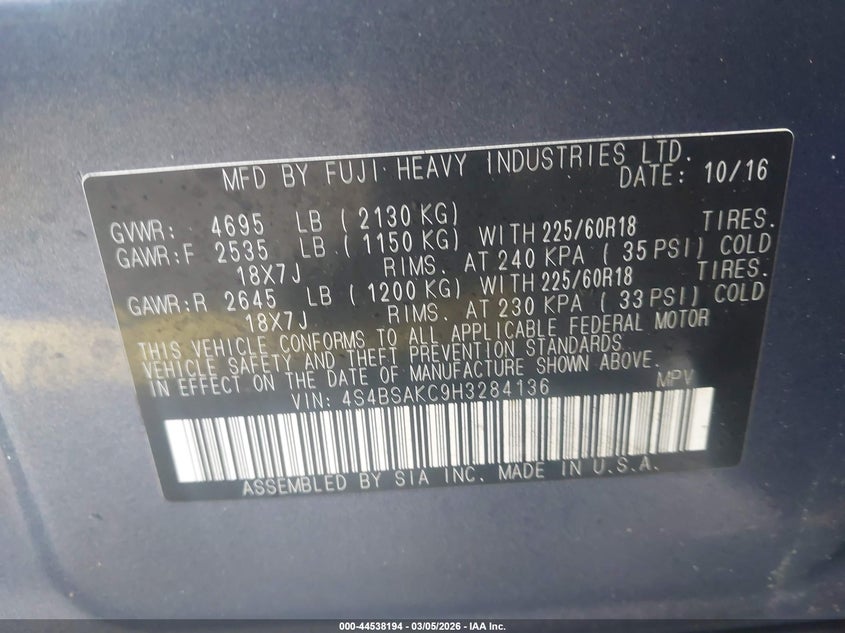 MFD BY FUJI HEAVY INDUSTRIES LTD.
DATE: 10/16
GVWR: 4695 LB ( 2130 KG)
GAWR:F 2535 LB ( 1150 KG) WITH 225/60R18 TIRES.
18X7J RIMS. AT 240 KPA ( 35 PSI) COLD
GAWR:R 2645 LB ( 1200 KG) WITH 225/60R18 TIRES.
18X7J RIMS. AT 230 KPA ( 33 PSI) COLD
THIS VEHICLE CONFORMS TO ALL APPLICABLE FEDERAL MOTOR
VEHICLE SAFETY AND THEFT PREVENTION STANDARDS
IN EFFECT ON THE DATE OF MANUFACTURE SHOWN ABOVE.
VIN: 4S4BSAKC9H3284136 MPV
ASSEMBLED BY SIA INC. MADE IN U.S.A.
000-44538194 - 03/05/2026 - IAA Inc.